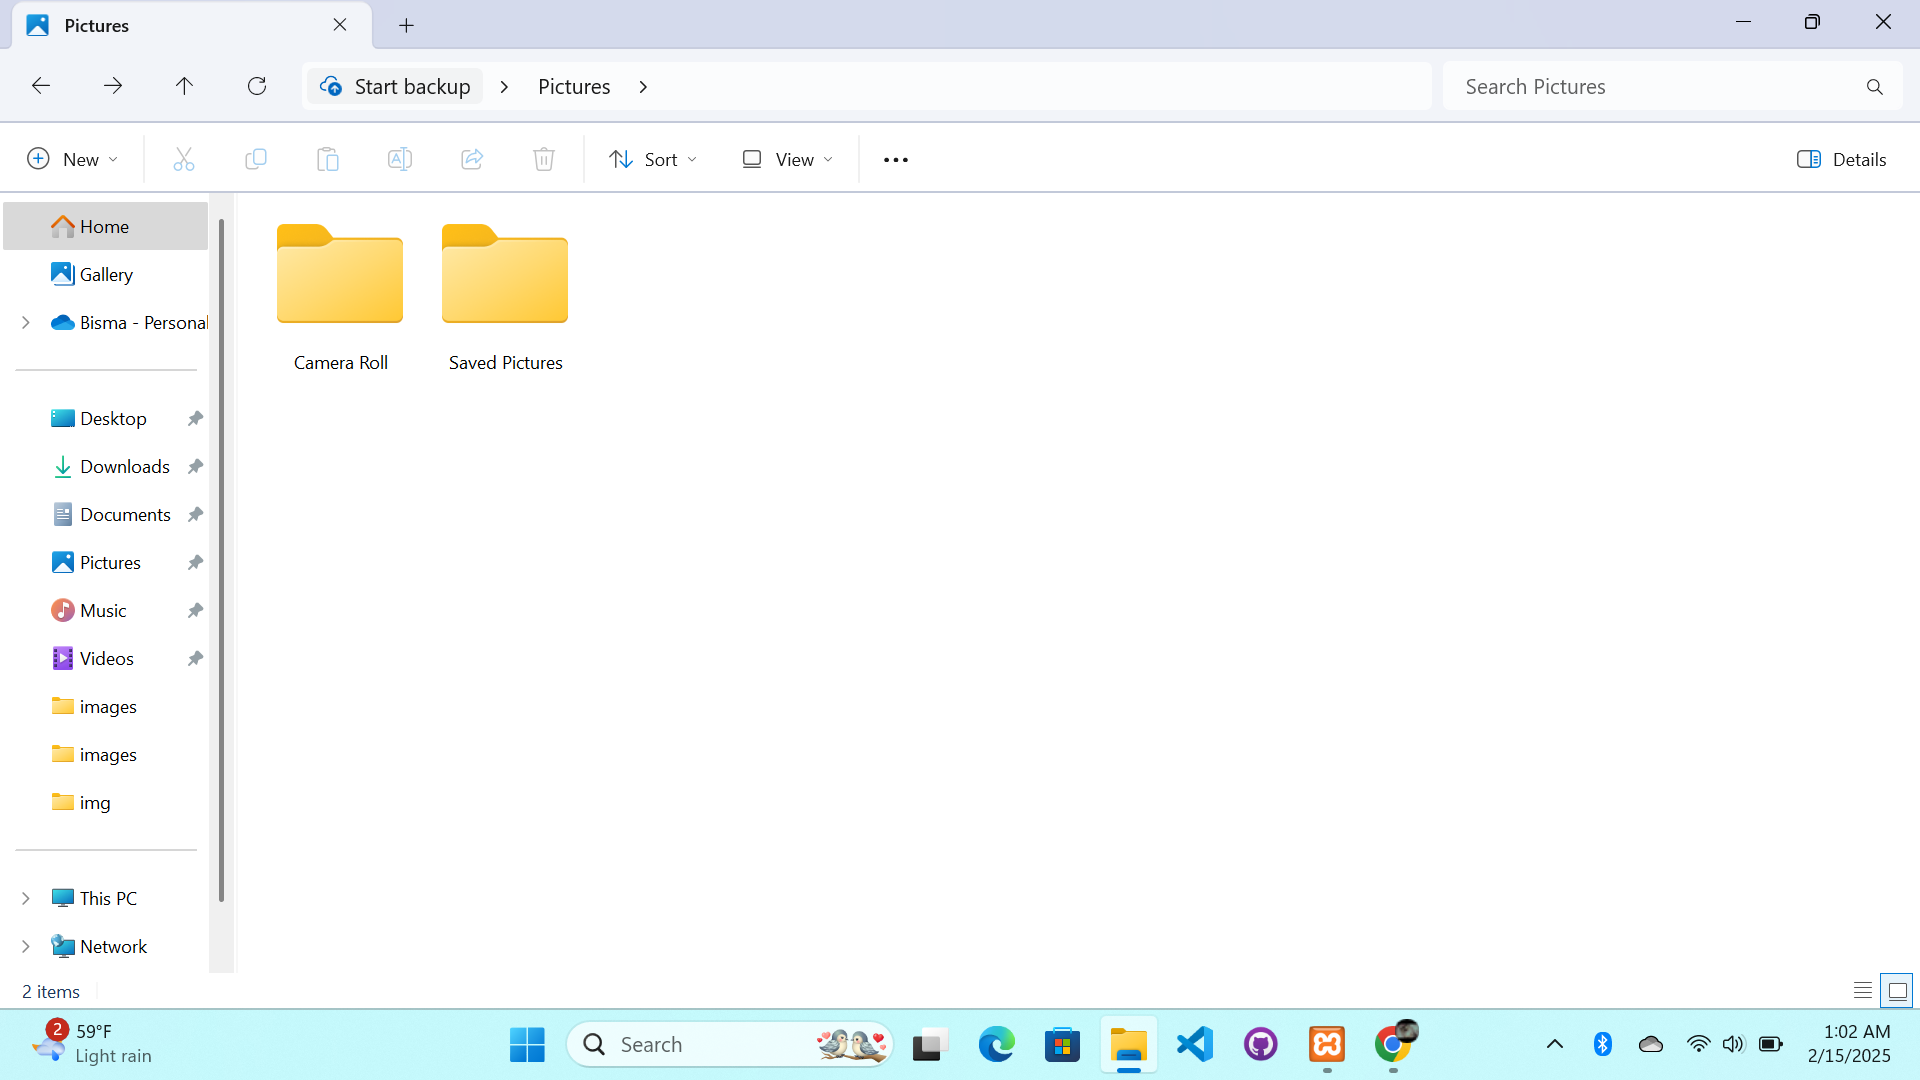 Pictures
Start backup
Pictures
Search Pictures
New
Sort
View
Details
Home
Gallery
Bisma - Personal
Desktop
Downloads
Documents
Pictures
Music
Videos
images
images
img
This PC
Network
Camera Roll
Saved Pictures
2 items
2
59°F
Light rain
Search
1:02 AM
2/15/2025